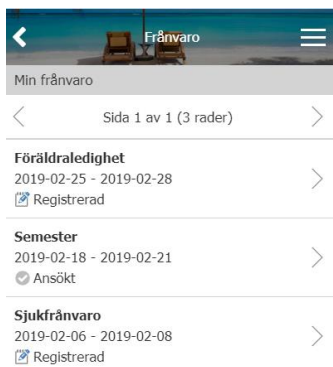 Frånvaro
Min frånvaro
Sida 1 av 1 (3 rader)
Föräldraledighet
2019-02-25 - 2019-02-28
Registrerad
Semester
2019-02-18 - 2019-02-21
Ansökt
Sjukfrånvaro
2019-02-06 - 2019-02-08
Registrerad